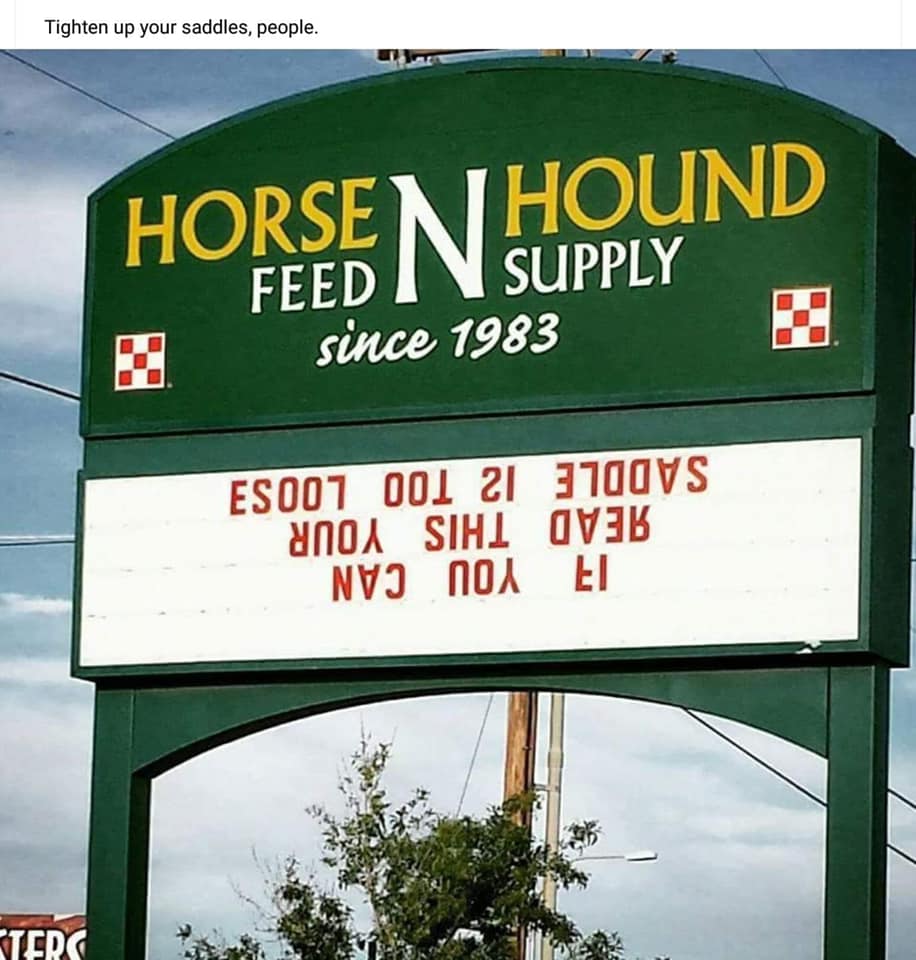 Tighten up your saddles, people.
HORSE N HOUND
FEED SUPPLY
since 1983
IF YOU CAN
READ THIS YOUR
SADDLE IS TOO LOOSE